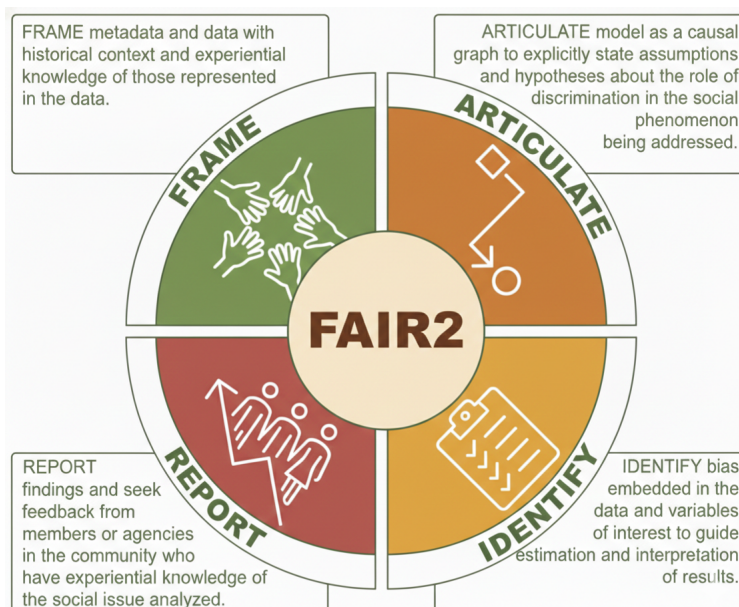 FRAME metadata and data with
historical context and experiential
knowledge of those represented
in the data.
ARTICULATE model as a causal
graph to explicitly state assumptions
and hypotheses about the role of
discrimination in the social
phenomenon
being addressed.
FRAME
ARTICULATE
FAIR2
REPORT
IDENTIFY
REPORT
findings and seek
feedback from
members or agencies
in the community who
have experiential knowledge of
the social issue analyzed.
IDENTIFY bias
embedded in the
data and variables
of interest to guide
estimation and interpretation
of results.